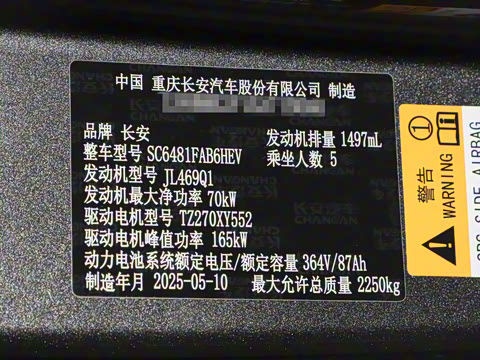 中国 重庆长安汽车股份有限公司 制造
品牌 长安
发动机排量 1497mL
整车型号 SC6481FAB6HEV
乘坐人数 5
发动机型号 JL469Q1
发动机最大净功率 70kW
驱动电机型号 TZ270XY552
驱动电机峰值功率 165kW
动力电池系统额定电压/额定容量 364V/87Ah
制造年月 2025-05-10 最大允许总质量 2250kg
警告
WARNING
SRS SIDE AIRBAG